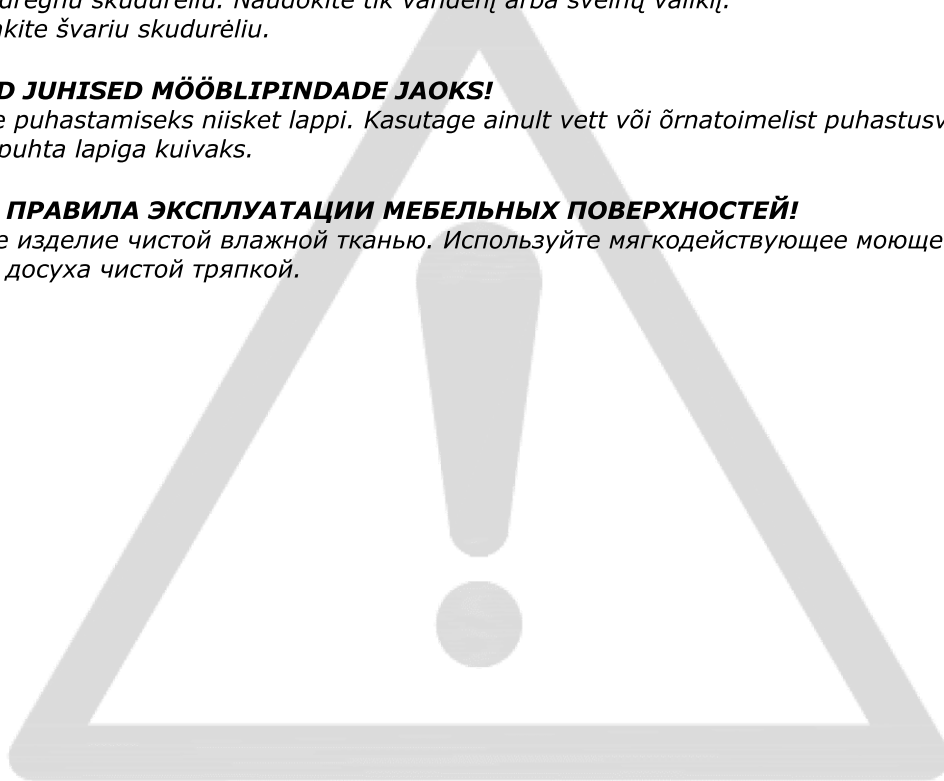 drėgnu skudurėliu. Naudokite tik vandenį arba švelnų valiklį.
kite švariu skudurėliu.
D JUHISED MÖÖBLIPINDADE JAOKS!
e puhastamiseks niisket lappi. Kasutage ainult vett või õrnatoimelist puhastusv
puhta lapiga kuivaks.
ПРАВИЛА ЭКСПЛУАТАЦИИ МЕБЕЛЬНЫХ ПОВЕРХНОСТЕЙ!
е изделие чистой влажной тканью. Используйте мягкодействующее моюще
досуха чистой тряпкой.